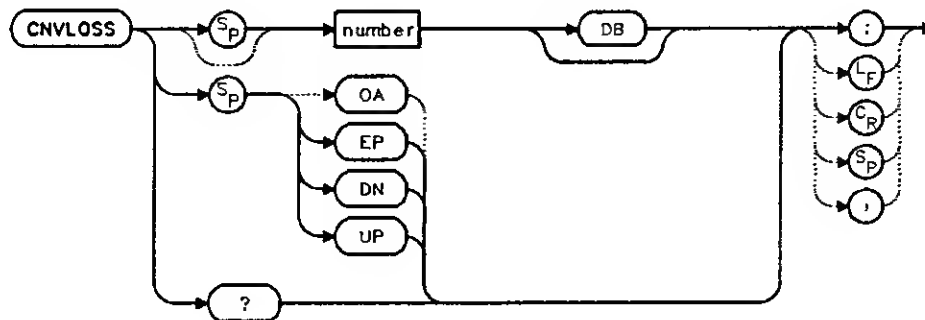 CNVLOSS SP number DB ;
LF
SP OA CR
EP SP
DN ,
UP
?